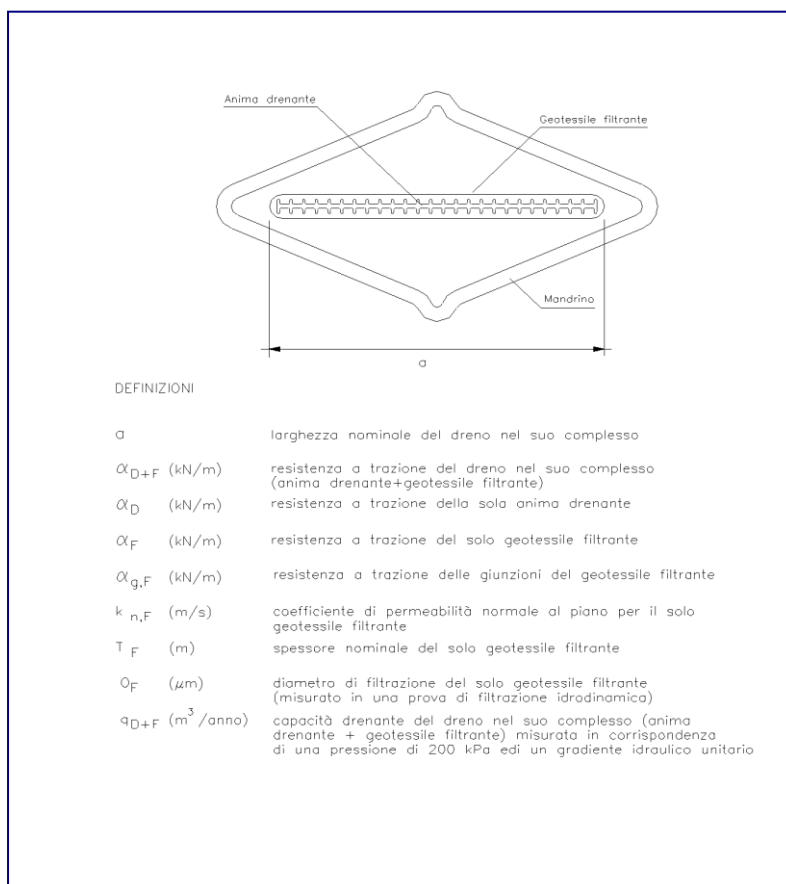 Anima drenante
Geotessile filtrante
Mandrino
a
DEFINIZIONI
a larghezza nominale del dreno nel suo complesso
α D+F (kN/m) resistenza a trazione del dreno nel suo complesso
(anima drenante+geotessile filtrante)
α D (kN/m) resistenza a trazione della sola anima drenante
α F (kN/m) resistenza a trazione del solo geotessile filtrante
α g,F (kN/m) resistenza a trazione delle giunzioni del geotessile filtrante
k n,F (m/s) coefficiente di permeabilità normale al piano per il solo
geotessile filtrante
T F (m) spessore nominale del solo geotessile filtrante
O F (μm) diametro di filtrazione del solo geotessile filtrante
(misurato in una prova di filtrazione idrodinamica)
q D+F (m³/anno) capacità drenante del dreno nel suo complesso (anima
drenante + geotessile filtrante) misurata in corrispondenza
di una pressione di 200 kPa edi un gradiente idraulico unitario